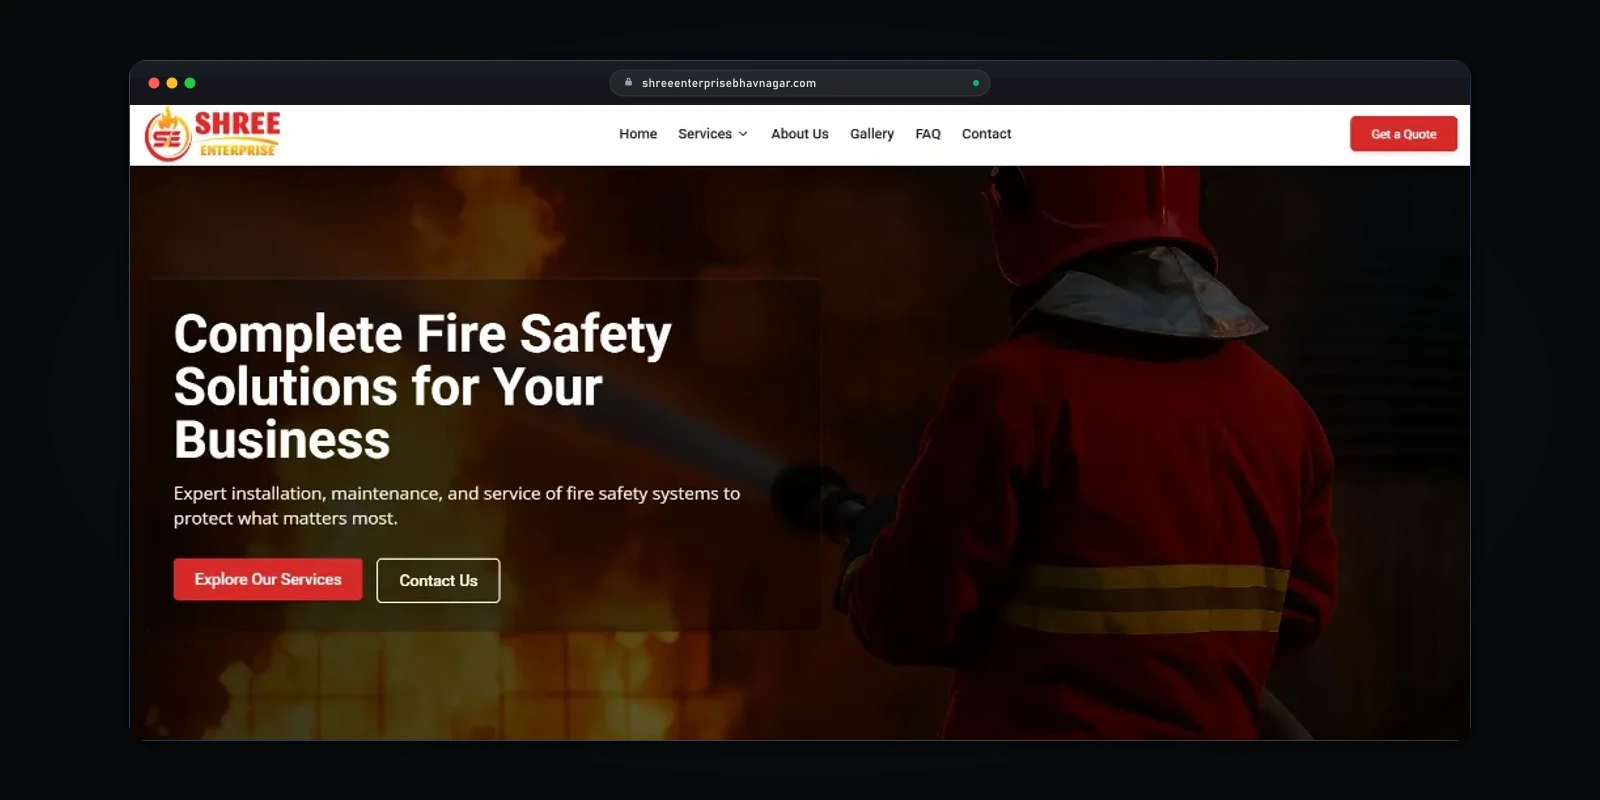 shreeenterprisebhavnagar.com
SE
SHREE
ENTERPRISE
Home Services About Us Gallery FAQ Contact
Get a Quote
Complete Fire Safety
Solutions for Your
Business
Expert installation, maintenance, and service of fire safety systems to
protect what matters most.
Explore Our Services
Contact Us